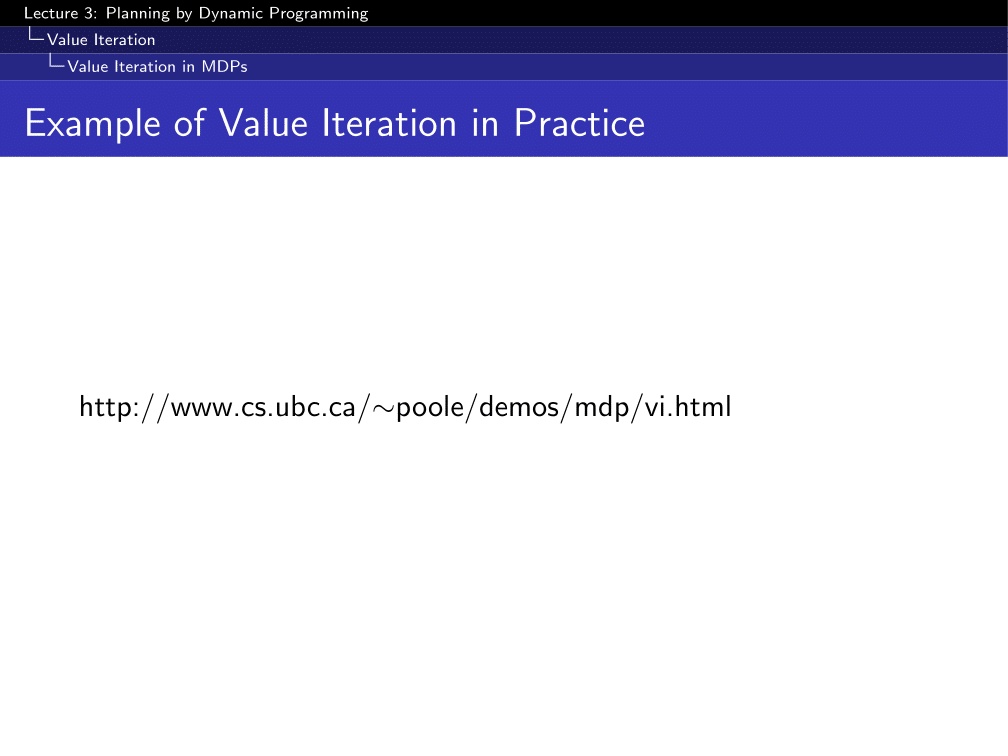 Lecture 3: Planning by Dynamic Programming
Value Iteration
Value Iteration in MDPs
Example of Value Iteration in Practice
http://www.cs.ubc.ca/∼poole/demos/mdp/vi.html